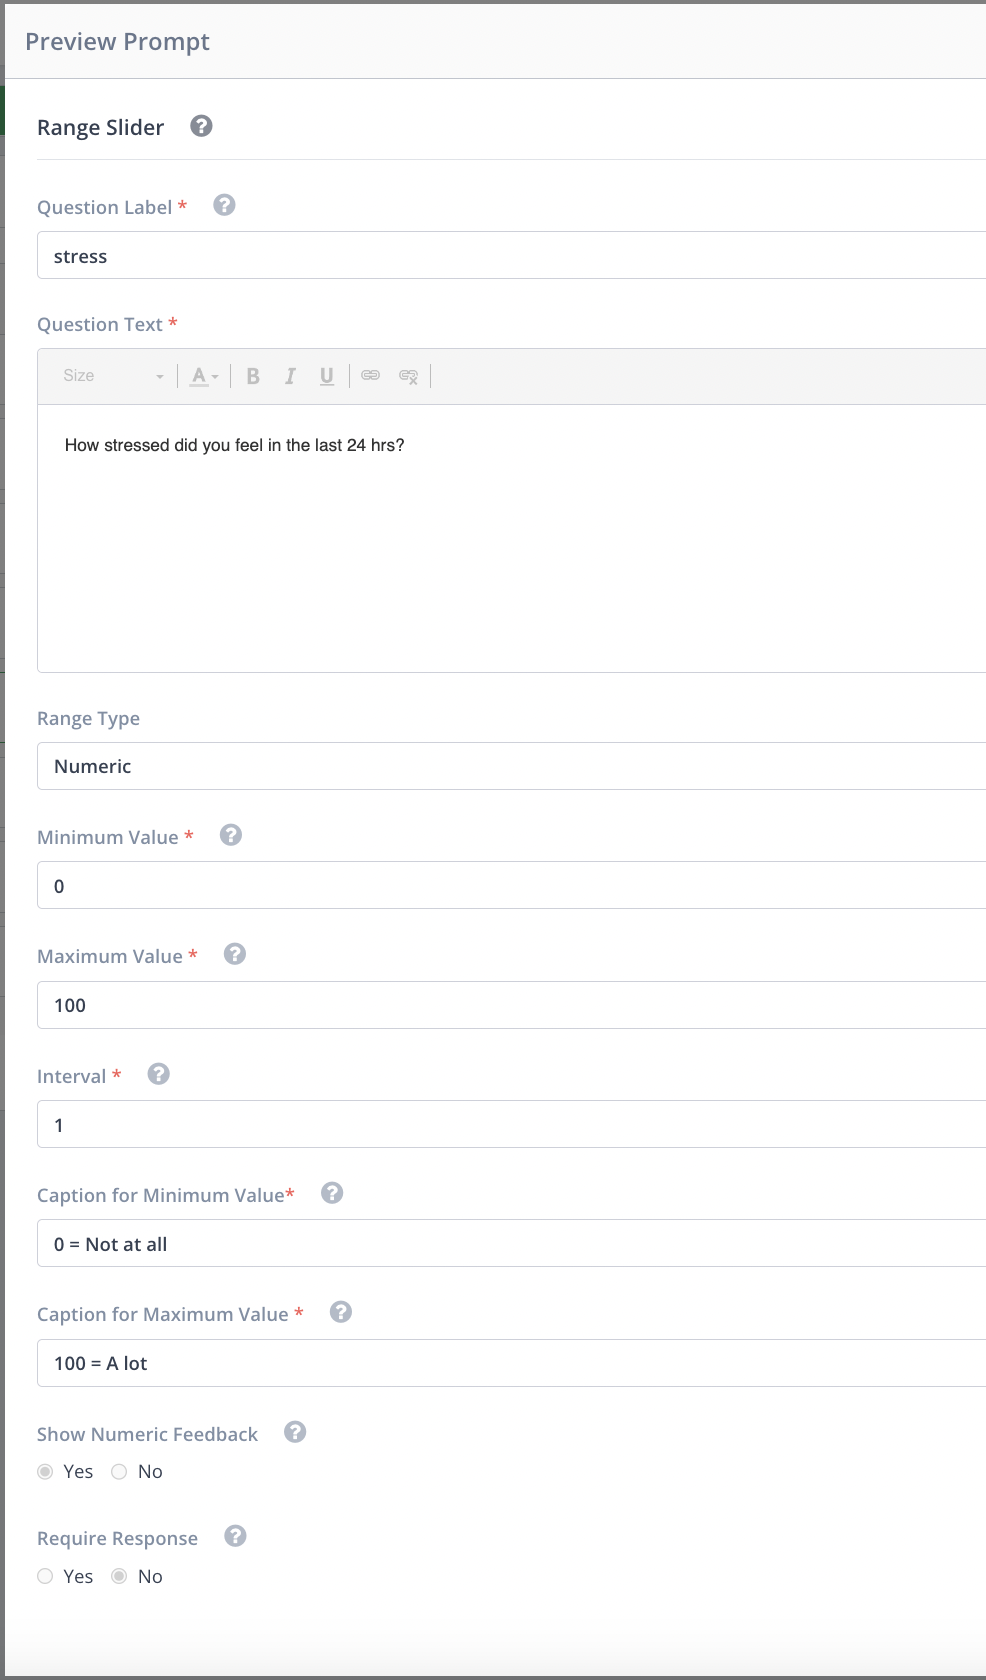 Preview Prompt
Range Slider ?
Question Label * ?
stress
Question Text *
Size A B I U
How stressed did you feel in the last 24 hrs?
Range Type
Numeric
Minimum Value * ?
0
Maximum Value * ?
100
Interval * ?
1
Caption for Minimum Value* ?
0 = Not at all
Caption for Maximum Value * ?
100 = A lot
Show Numeric Feedback ?
Yes No
Require Response ?
Yes No